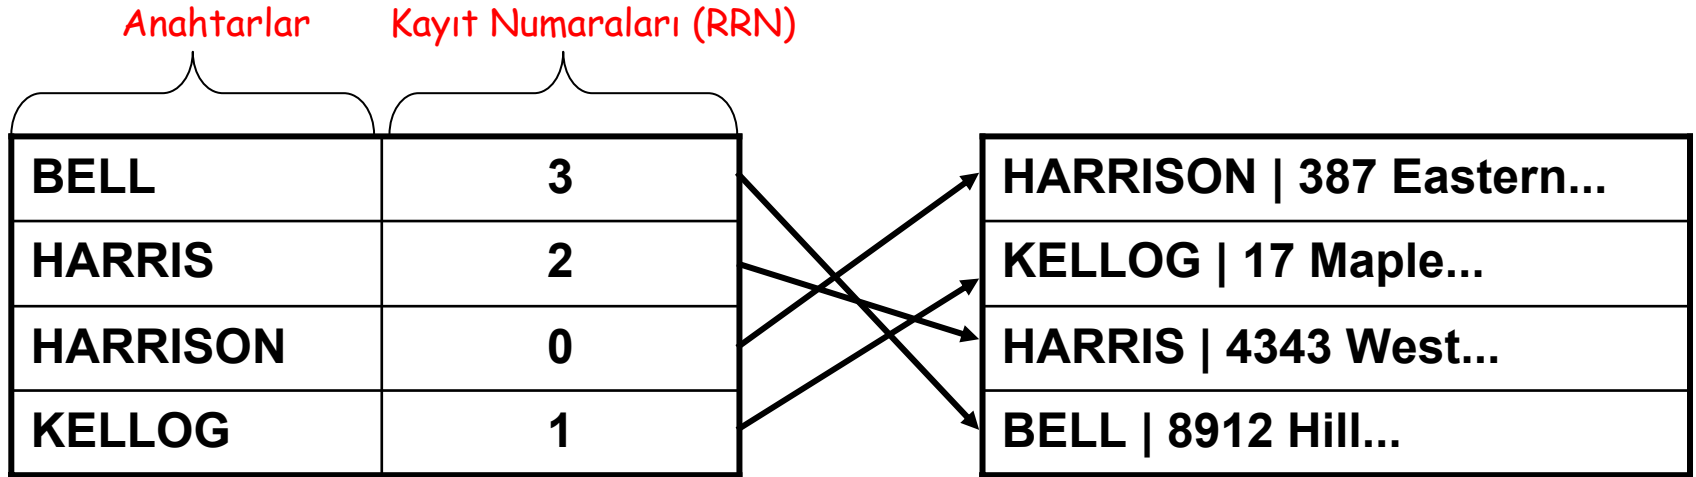 Anahtarlar Kayıt Numaraları (RRN)
BELL 3
HARRIS 2
HARRISON 0
KELLOG 1
HARRISON | 387 Eastern...
KELLOG | 17 Maple...
HARRIS | 4343 West...
BELL | 8912 Hill...